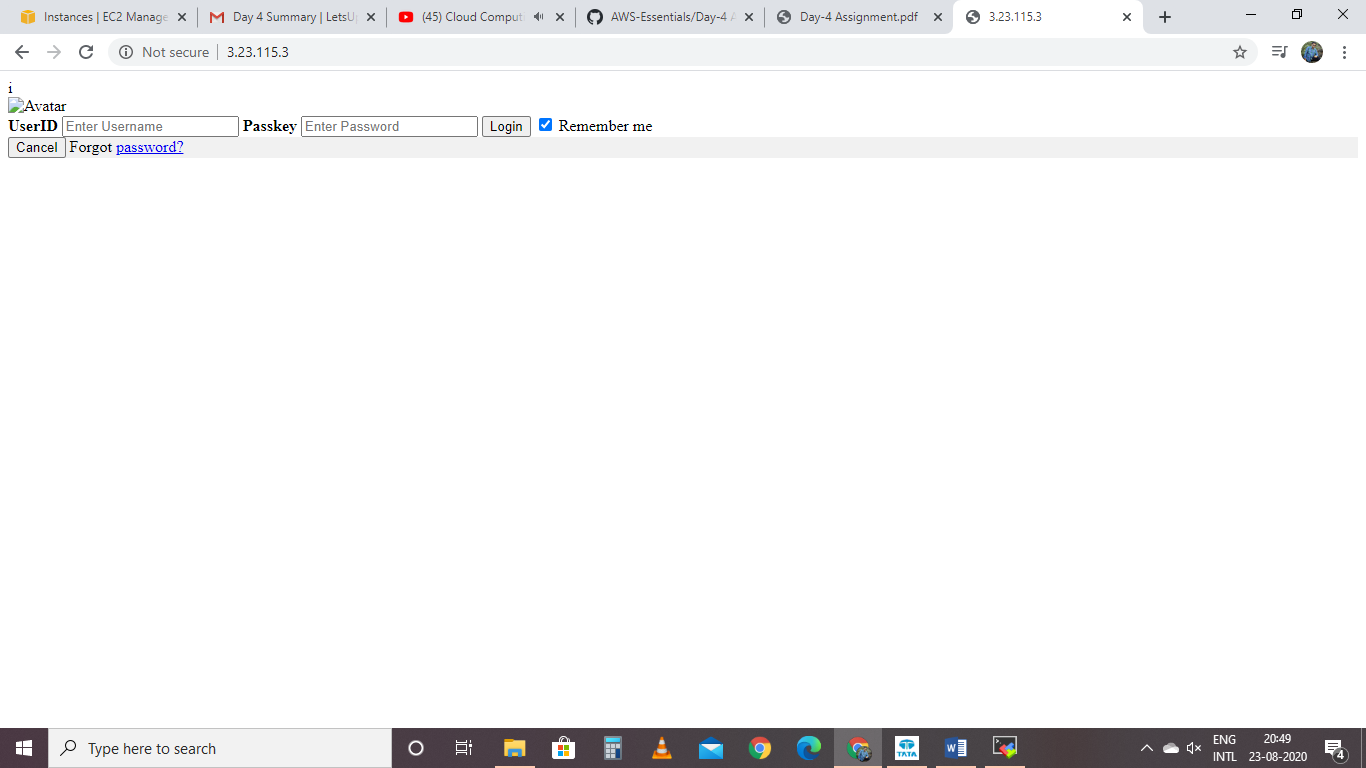 Instances | EC2 Manage
Day 4 Summary | LetsU
(45) Cloud Comput
AWS-Essentials/Day-4 A
Day-4 Assignment.pdf
3.23.115.3
Not secure
3.23.115.3
i
Avatar
UserID Enter Username Passkey Enter Password Login Remember me
Cancel Forgot password?
Type here to search
TATA
W
ENG
INTL
20:49
23-08-2020
4